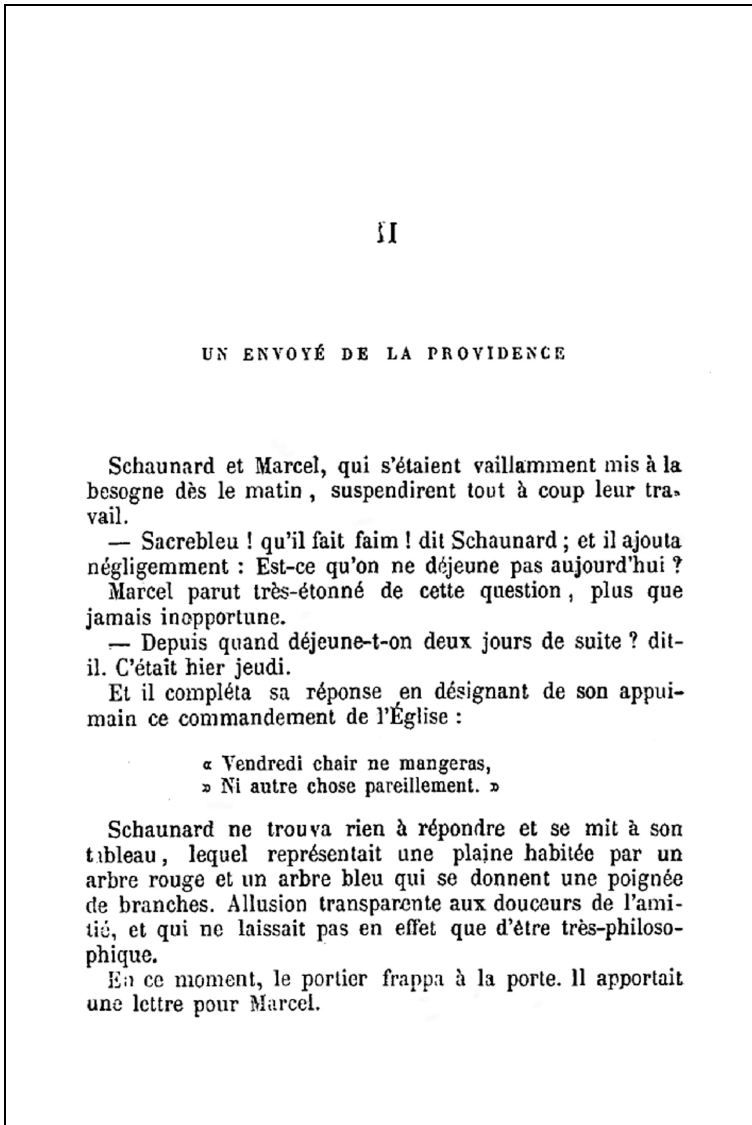 II
UN ENVOYÉ DE LA PROVIDENCE
Schaunard et Marcel, qui s'étaient vaillamment mis à la
besogne dès le matin, suspendirent tout à coup leur tra-
vail.
— Sacrebleu ! qu'il fait faim ! dit Schaunard ; et il ajouta
négligemment : Est-ce qu'on ne déjeune pas aujourd'hui ?
Marcel parut très-étonné de cette question, plus que
jamais inopportune.
— Depuis quand déjeune-t-on deux jours de suite ? dit-
il. C'était hier jeudi.
Et il compléta sa réponse en désignant de son appui-
main ce commandement de l'Église :
« Vendredi chair ne mangeras,
» Ni autre chose pareillement. »
Schaunard ne trouva rien à répondre et se mit à son
tableau, lequel représentait une plaine habitée par un
arbre rouge et un arbre bleu qui se donnent une poignée
de branches. Allusion transparente aux douceurs de l'ami-
tié, et qui ne laissait pas en effet que d'être très-philoso-
phique.
En ce moment, le portier frappa à la porte. Il apportait
une lettre pour Marcel.